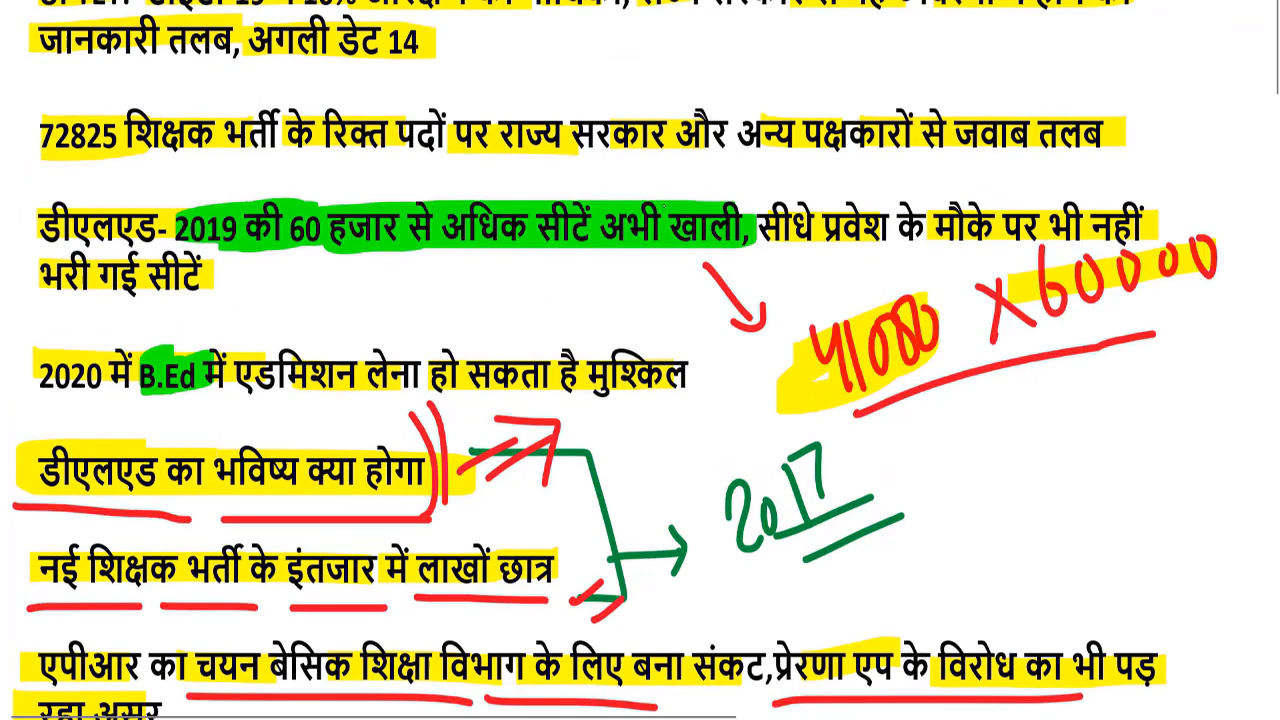 जानकारी तलब, अगली डेट 14
72825 शिक्षक भर्ती के रिक्त पदों पर राज्य सरकार और अन्य पक्षकारों से जवाब तलब
डीएलएड- 2019 की 60 हजार से अधिक सीटें अभी खाली, सीधे प्रवेश के मौके पर भी नहीं
भरी गई सीटें
41000 X 60000
2020 में B.Ed में एडमिशन लेना हो सकता है मुश्किल
डीएलएड का भविष्य क्या होगा
2017
नई शिक्षक भर्ती के इंतजार में लाखों छात्र
एपीआर का चयन बेसिक शिक्षा विभाग के लिए बना संकट,प्रेरणा एप के विरोध का भी पड़
रहा असर